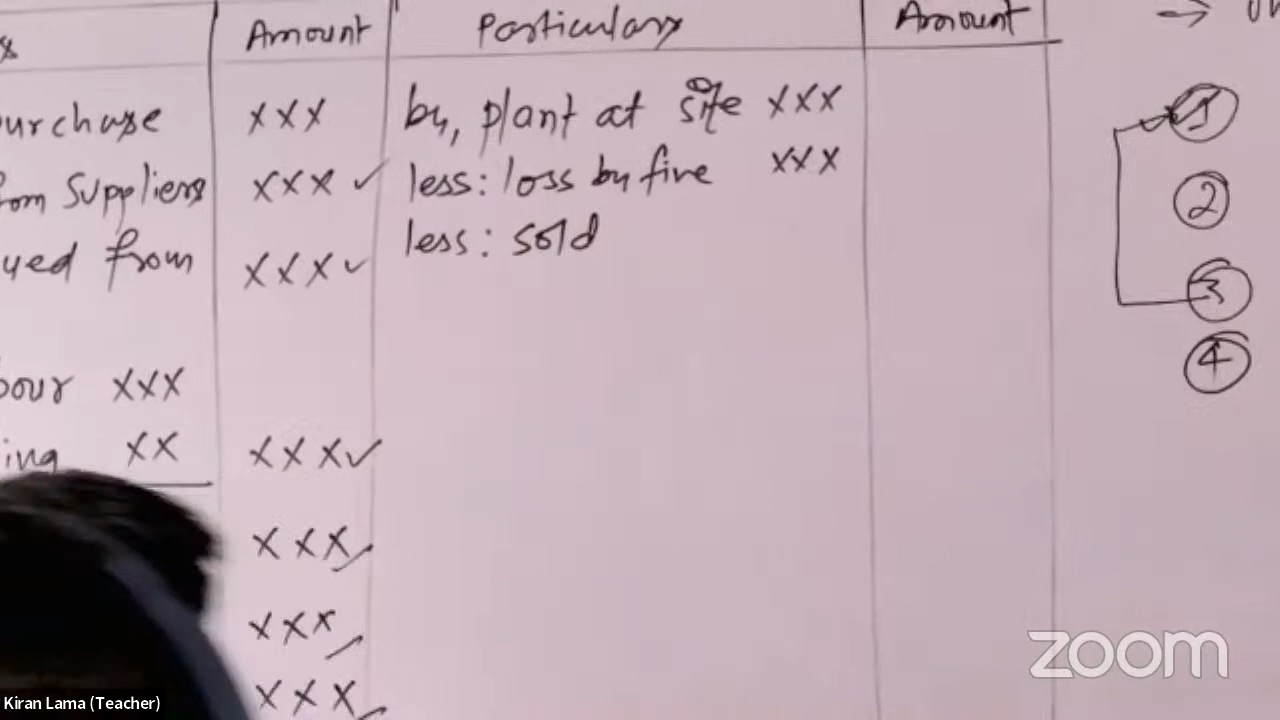 Amount Particulars Amount →
urchase XXX by, plant at site XXX 1
om Suppliers XXX ✓ less: loss by fire XXX 2
ued from XXX ✓ less: sold 3
our XXX 4
ing XX XXX ✓
XXX
XXX
XXX
zoom
Kiran Lama (Teacher)